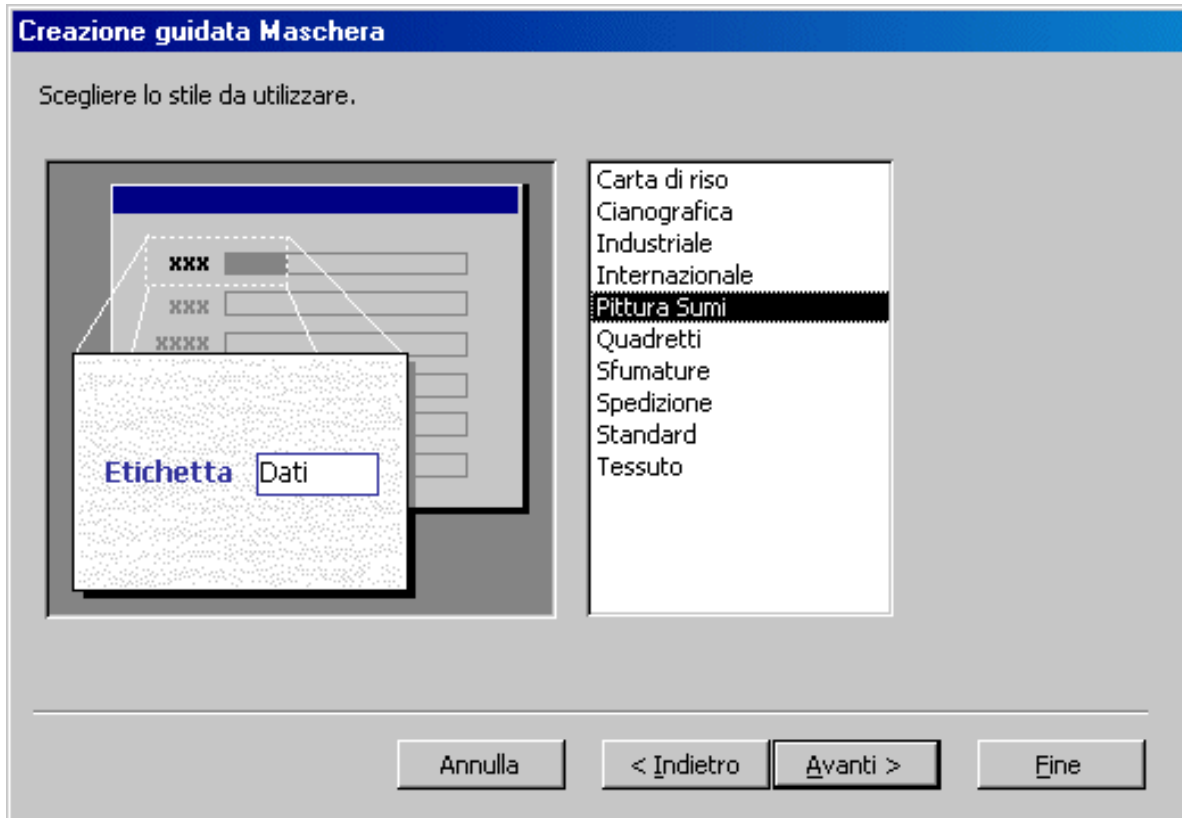 Creazione guidata Maschera
Scegliere lo stile da utilizzare.
xxx
xxx
xxxx
Etichetta Dati
Carta di riso
Cianografica
Industriale
Internazionale
Pittura Sumi
Quadretti
Sfumature
Spedizione
Standard
Tessuto
Annulla < Indietro Avanti > Fine